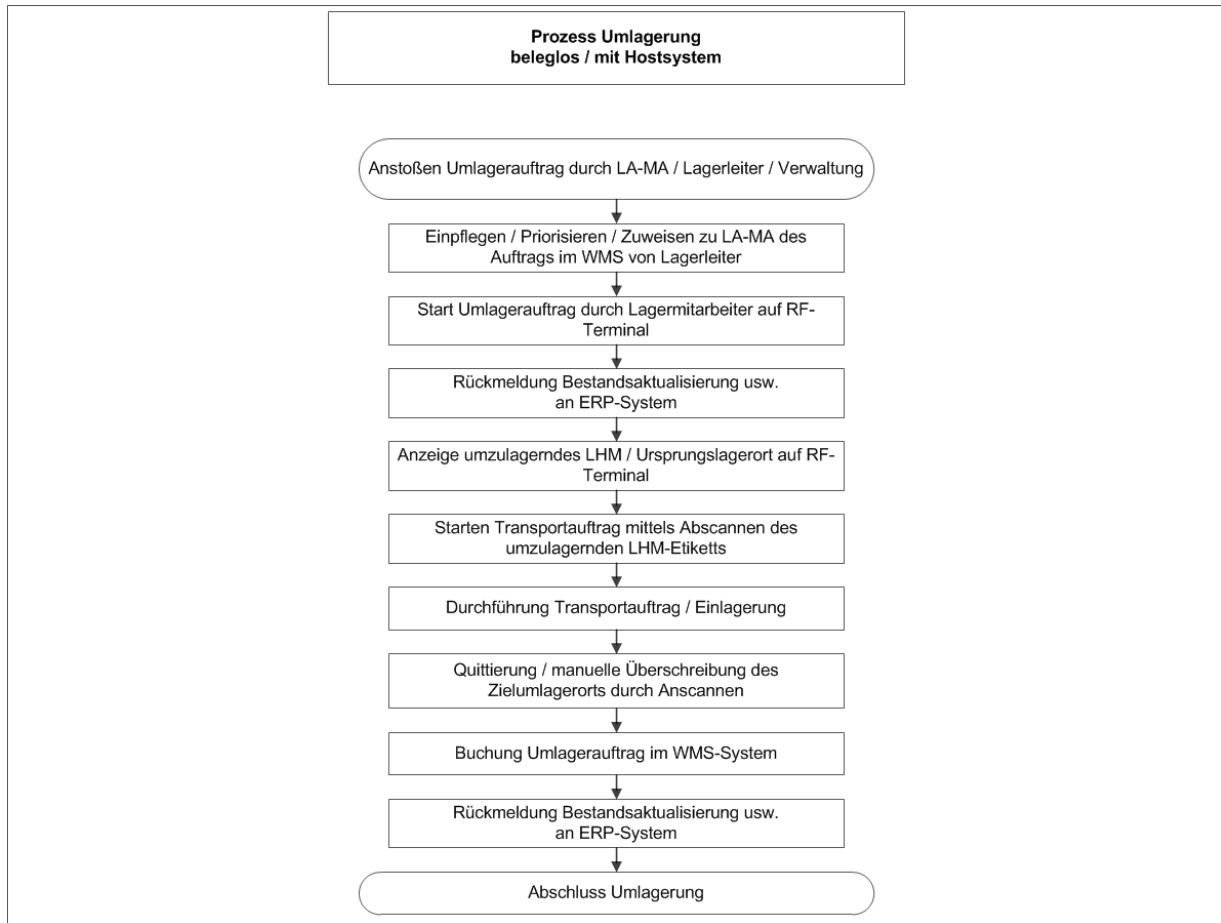 Prozess Umlagerung
beleglos / mit Hostsystem
Anstoßen Umlagerauftrag durch LA-MA / Lagerleiter / Verwaltung
Einpflegen / Priorisieren / Zuweisen zu LA-MA des
Auftrags im WMS von Lagerleiter
Start Umlagerauftrag durch Lagermitarbeiter auf RF-
Terminal
Rückmeldung Bestandsaktualisierung usw.
an ERP-System
Anzeige umzulagerndes LHM / Ursprungslagerort auf RF-
Terminal
Starten Transportauftrag mittels Abscannen des
umzulagernden LHM-Etiketts
Durchführung Transportauftrag / Einlagerung
Quittierung / manuelle Überschreibung des
Zielumlagerorts durch Anscannen
Buchung Umlagerauftrag im WMS-System
Rückmeldung Bestandsaktualisierung usw.
an ERP-System
Abschluss Umlagerung